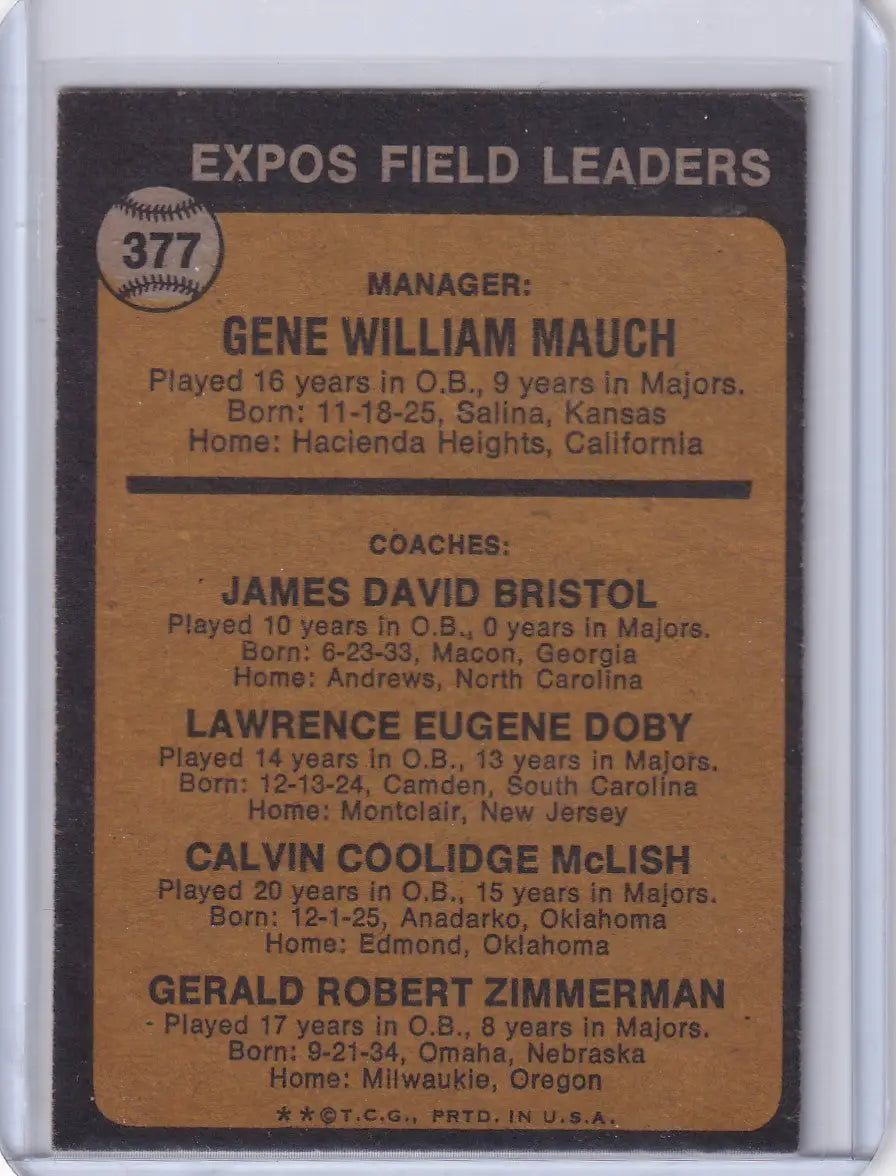 EXPOS FIELD LEADERS
377
MANAGER:
GENE WILLIAM MAUCH
Played 16 years in O.B., 9 years in Majors.
Born: 11-18-25, Salina, Kansas
Home: Hacienda Heights, California
COACHES:
JAMES DAVID BRISTOL
Played 10 years in O.B., 0 years in Majors.
Born: 6-23-33, Macon, Georgia
Home: Andrews, North Carolina
LAWRENCE EUGENE DOBY
Played 14 years in O.B., 13 years in Majors.
Born: 12-13-24, Camden, South Carolina
Home: Montclair, New Jersey
CALVIN COOLIDGE McLISH
Played 20 years in O.B., 15 years in Majors.
Born: 12-1-25, Anadarko, Oklahoma
Home: Edmond, Oklahoma
GERALD ROBERT ZIMMERMAN
Played 17 years in O.B., 8 years in Majors.
Born: 9-21-34, Omaha, Nebraska
Home: Milwaukie, Oregon
**©T.C.G., PRTD. IN U.S.A.